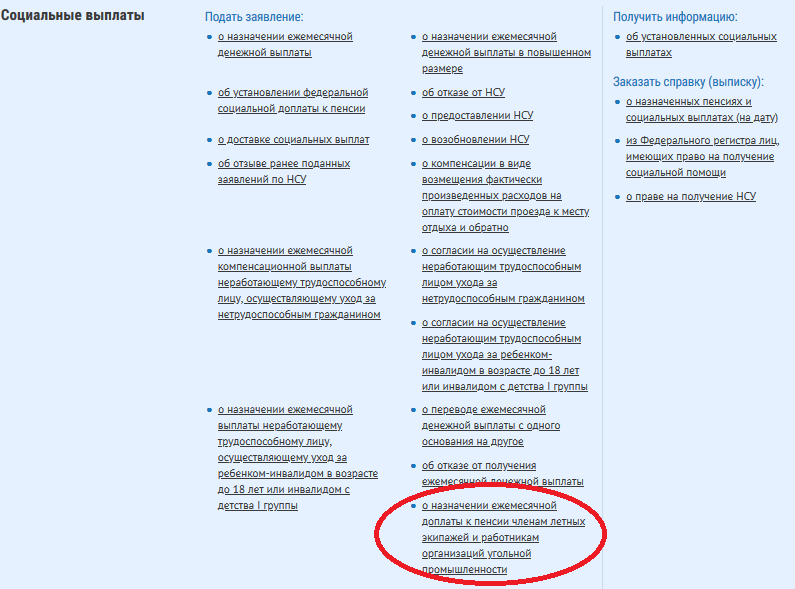 Социальные выплаты
Подать заявление:
о назначении ежемесячной
денежной выплаты
об установлении федеральной
социальной доплаты к пенсии
о доставке социальных выплат
об отзыве ранее поданных
заявлений по НСУ
о назначении ежемесячной
компенсационной выплаты
неработающему трудоспособному
лицу, осуществляющему уход за
нетрудоспособным гражданином
о назначении ежемесячной
выплаты неработающему
трудоспособному лицу,
осуществляющему уход за
ребенком-инвалидом в возрасте
до 18 лет или инвалидом с
детства I группы
о назначении ежемесячной
денежной выплаты в повышенном
размере
об отказе от НСУ
о предоставлении НСУ
о возобновлении НСУ
о компенсации в виде
возмещения фактически
произведенных расходов на
оплату стоимости проезда к месту
отдыха и обратно
о согласии на осуществление
неработающим трудоспособным
лицом ухода за
нетрудоспособным гражданином
о согласии на осуществление
неработающим трудоспособным
лицом ухода за ребенком-
инвалидом в возрасте до 18 лет
или инвалидом с детства I группы
о переводе ежемесячной
денежной выплаты с одного
основания на другое
об отказе от получения
ежемесячной денежной выплаты
о назначении ежемесячной
доплаты к пенсии членам летных
экипажей и работникам
организаций угольной
промышленности
Получить информацию:
об установленных социальных
выплатах
Заказать справку (выписку):
о назначенных пенсиях и
социальных выплатах (на дату)
из Федерального регистра лиц,
имеющих право на получение
социальной помощи
о праве на получение НСУ